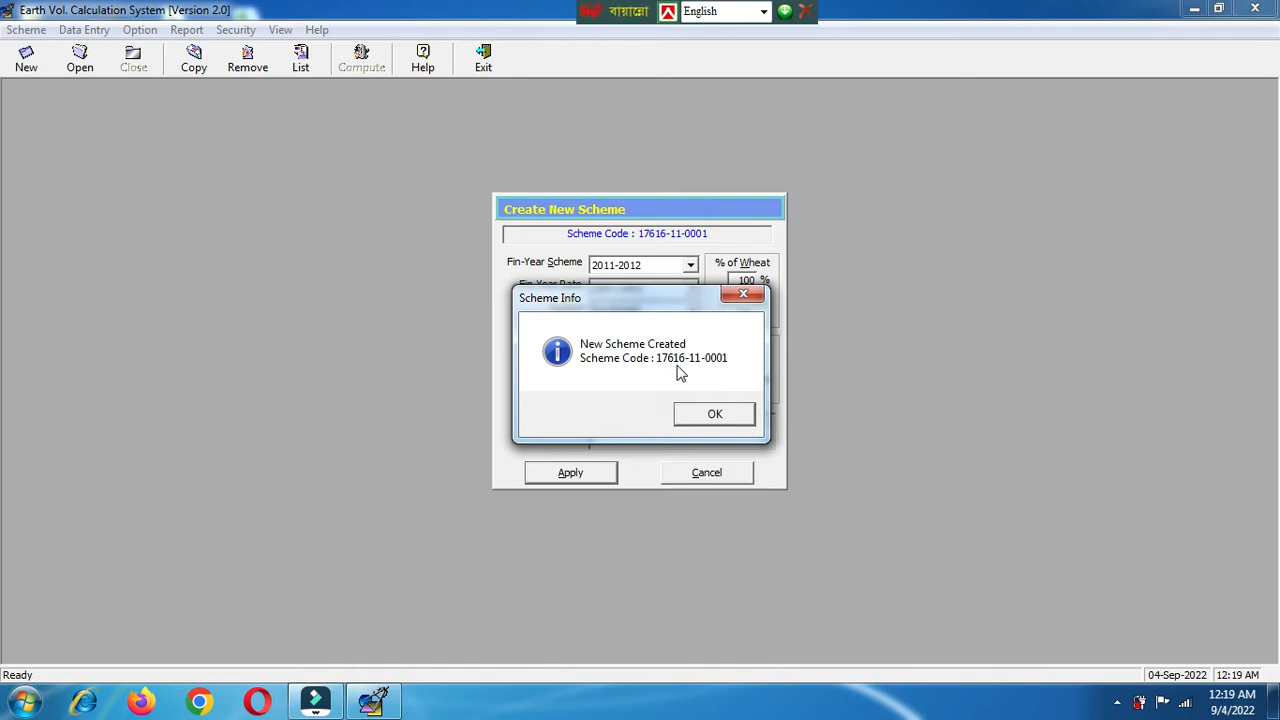 Earth Vol. Calculation System [Version 2.0]
বায়ান্নো
English
Scheme Data Entry Option Report Security View Help
New Open Close Copy Remove List Compute Help Exit
Create New Scheme
Scheme Code : 17616-11-0001
Fin-Year Scheme 2011-2012 % of Wheat
100 %
Scheme Info
New Scheme Created
Scheme Code : 17616-11-0001
OK
Apply Cancel
Ready 04-Sep-2022 12:19 AM
12:19 AM
9/4/2022